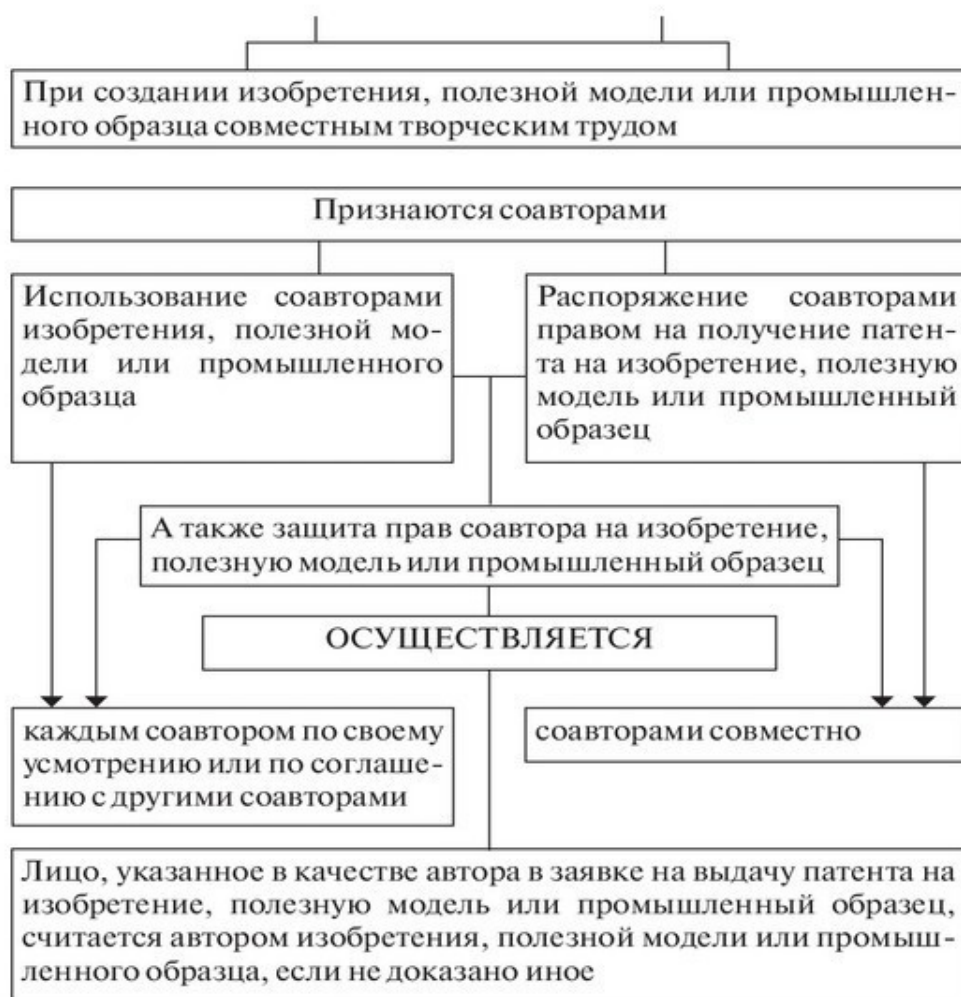 При создании изобретения, полезной модели или промышлен-
ного образца совместным творческим трудом
Признаются соавторами
Использование соавторами
изобретения, полезной мо-
дели или промышленного
образца
Распоряжение соавторами
правом на получение патен-
та на изобретение, полезную
модель или промышленный
образец
А также защита прав соавтора на изобретение,
полезную модель или промышленный образец
ОСУЩЕСТВЛЯЕТСЯ
каждым соавтором по своему
усмотрению или по соглаше-
нию с другими соавторами
соавторами совместно
Лицо, указанное в качестве автора в заявке на выдачу патента на
изобретение, полезную модель или промышленный образец,
считается автором изобретения, полезной модели или промыш-
ленного образца, если не доказано иное